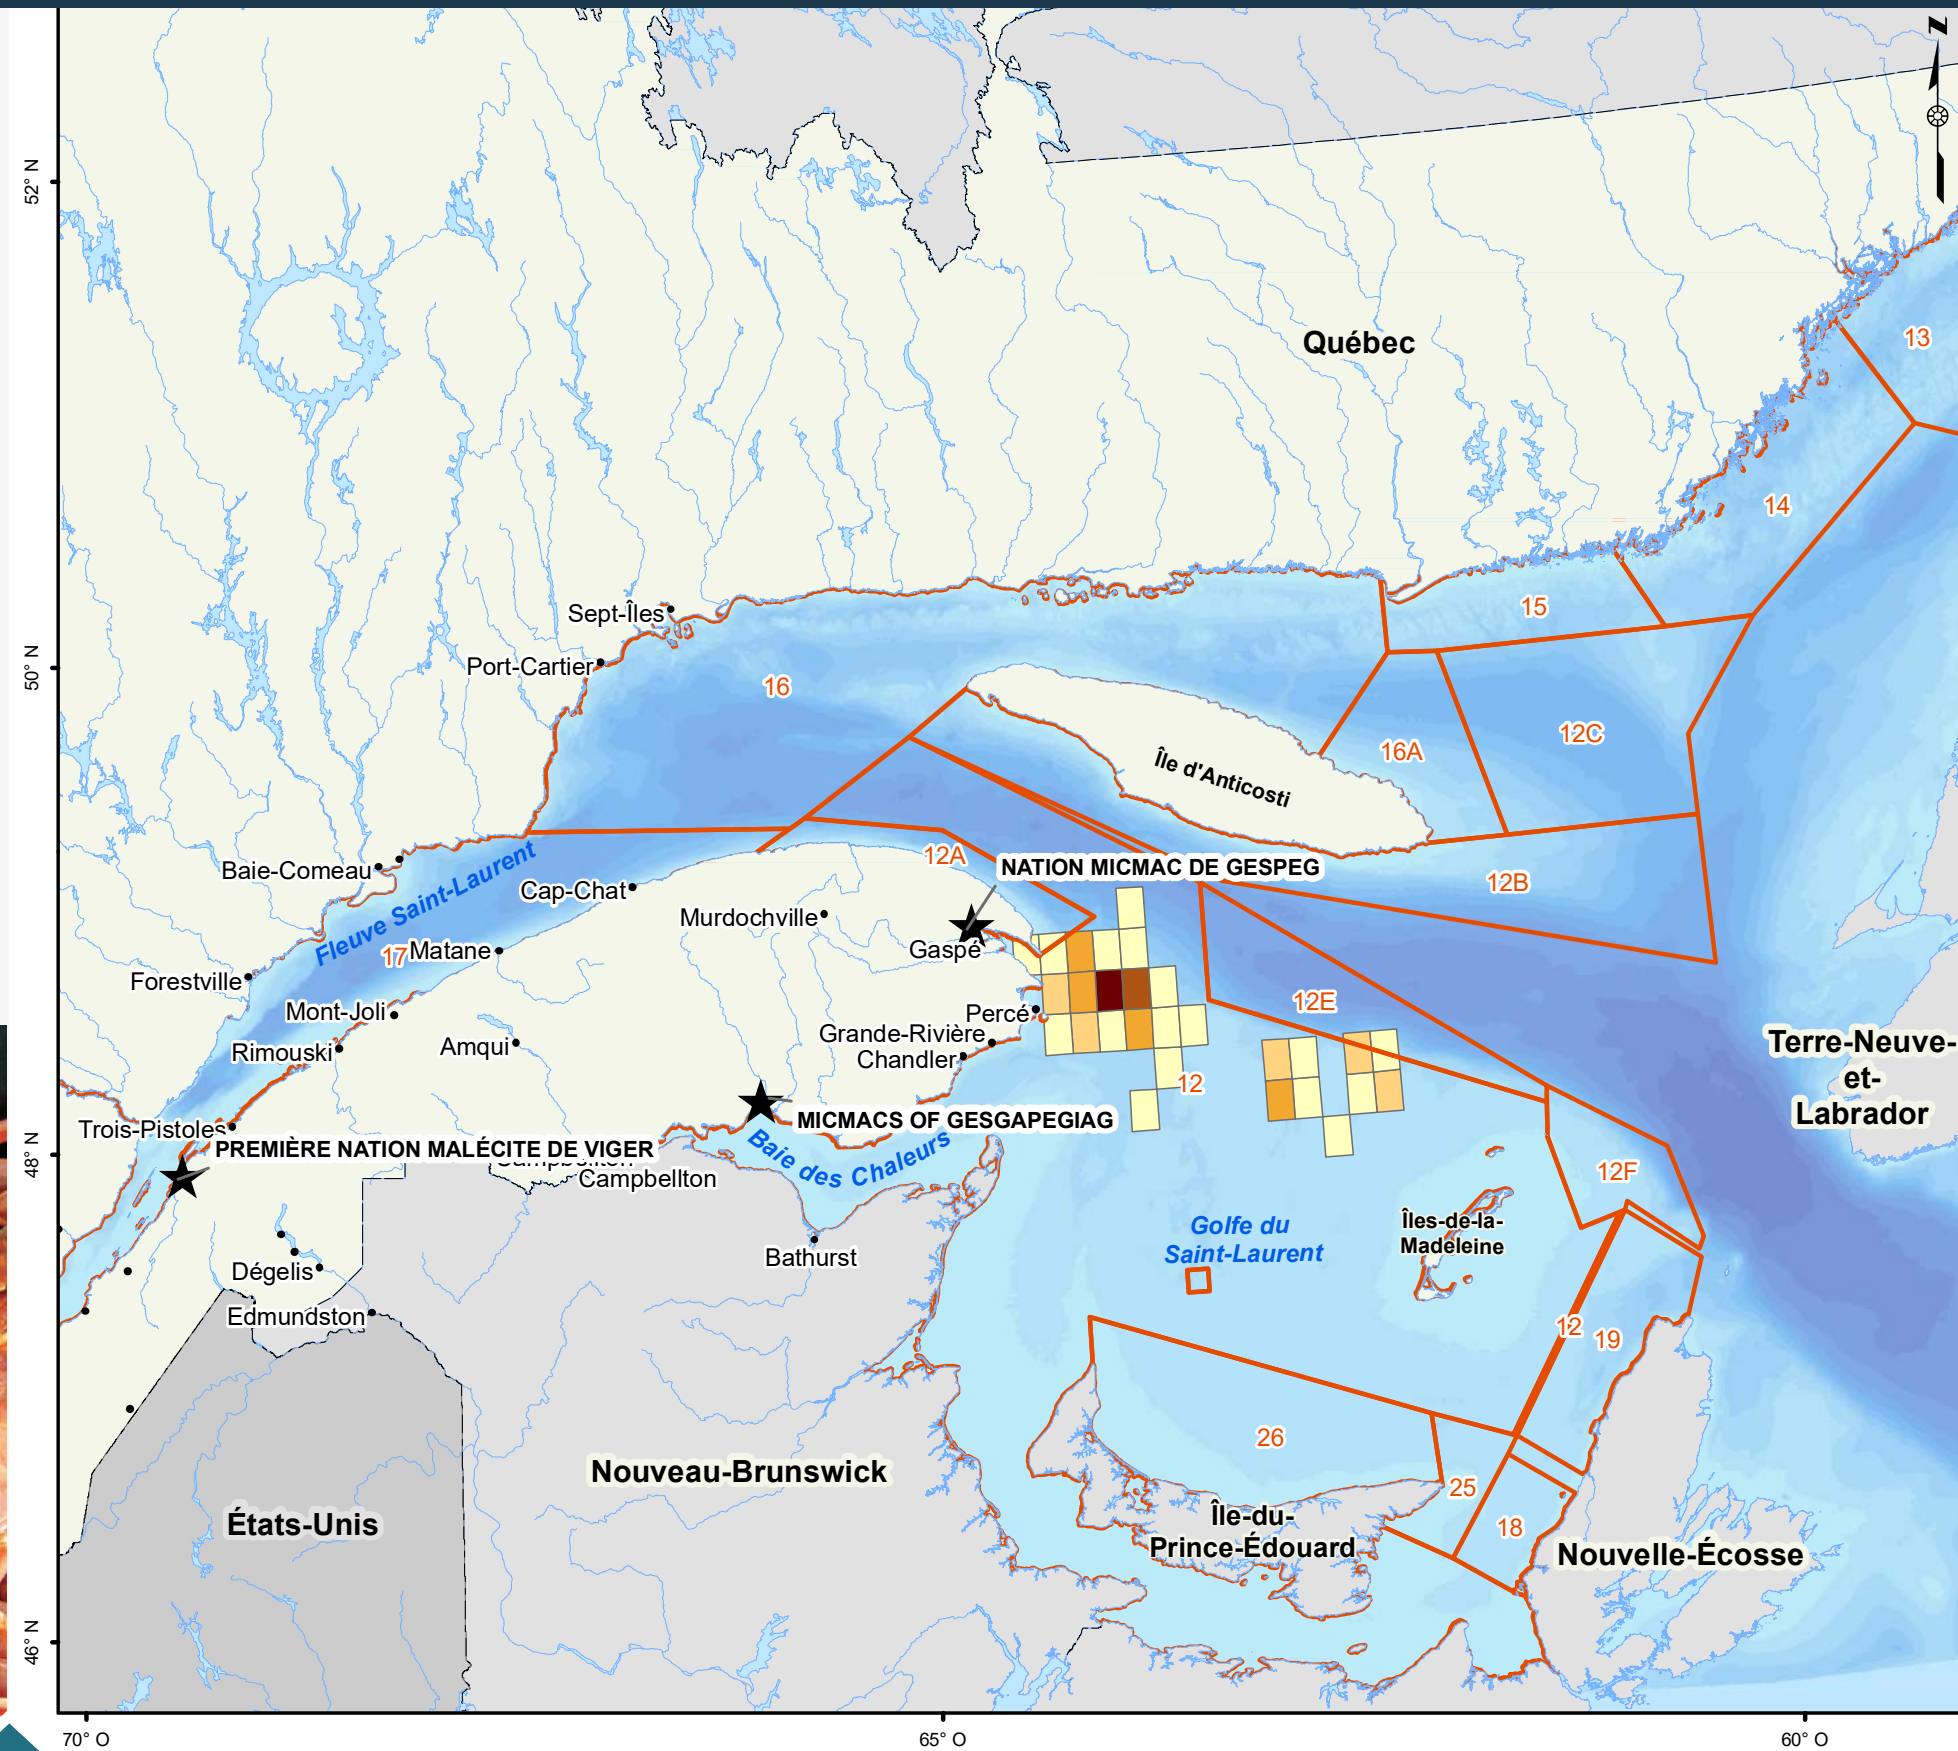 N
52° N
50° N
48° N
46° N
70° O
65° O
60° O
Québec
13
14
15
Sept-Îles
Port-Cartier
16
12C
16A
Île d'Anticosti
Baie-Comeau
Fleuve Saint-Laurent
Cap-Chat
12A
NATION MICMAC DE GESPEG
12B
Murdochville
Gaspé
17
Matane
Forestville
Mont-Joli
12E
Percé
Grande-Rivière
Chandler
Rimouski
Amqui
12
Terre-Neuve-
et-
Labrador
Trois-Pistoles
MICMACS OF GESGAPEGIAG
PREMIÈRE NATION MALÉCITE DE VIGER
Baie des Chaleurs
Campbellton
Campbellton
12F
Golfe du
Saint-Laurent
Îles-de-la-
Madeleine
Bathurst
Dégelis
Edmundston
12
19
26
Nouveau-Brunswick
25
18
États-Unis
Île-du-
Prince-Édouard
Nouvelle-Écosse